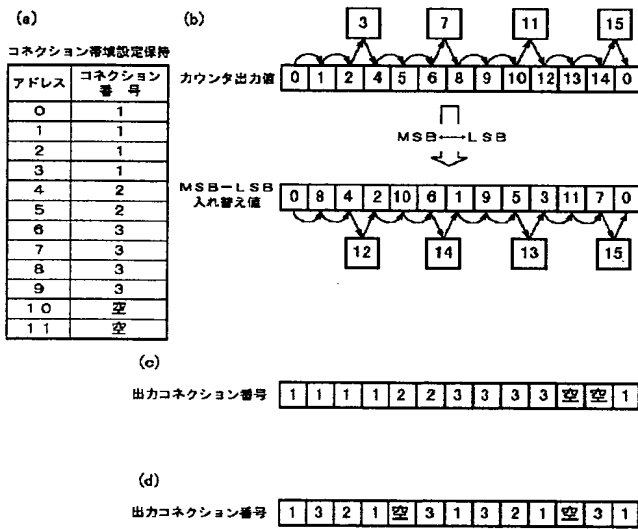 (a)
コネクション帯域設定保持
アドレス コネクション番号
0 1
1 1
2 1
3 1
4 2
5 2
6 3
7 3
8 3
9 3
10 空
11 空
(b)
3 7 11 15
カウンタ出力値 0 1 2 4 5 6 8 9 10 12 13 14 0
MSB↔LSB
MSB-LSB
入れ替え値 0 8 4 2 10 6 1 9 5 3 11 7 0
12 14 13 15
(c)
出力コネクション番号 1 1 1 1 2 2 3 3 3 3 空 空 1
(d)
出力コネクション番号 1 3 2 1 空 3 1 3 2 1 空 3 1